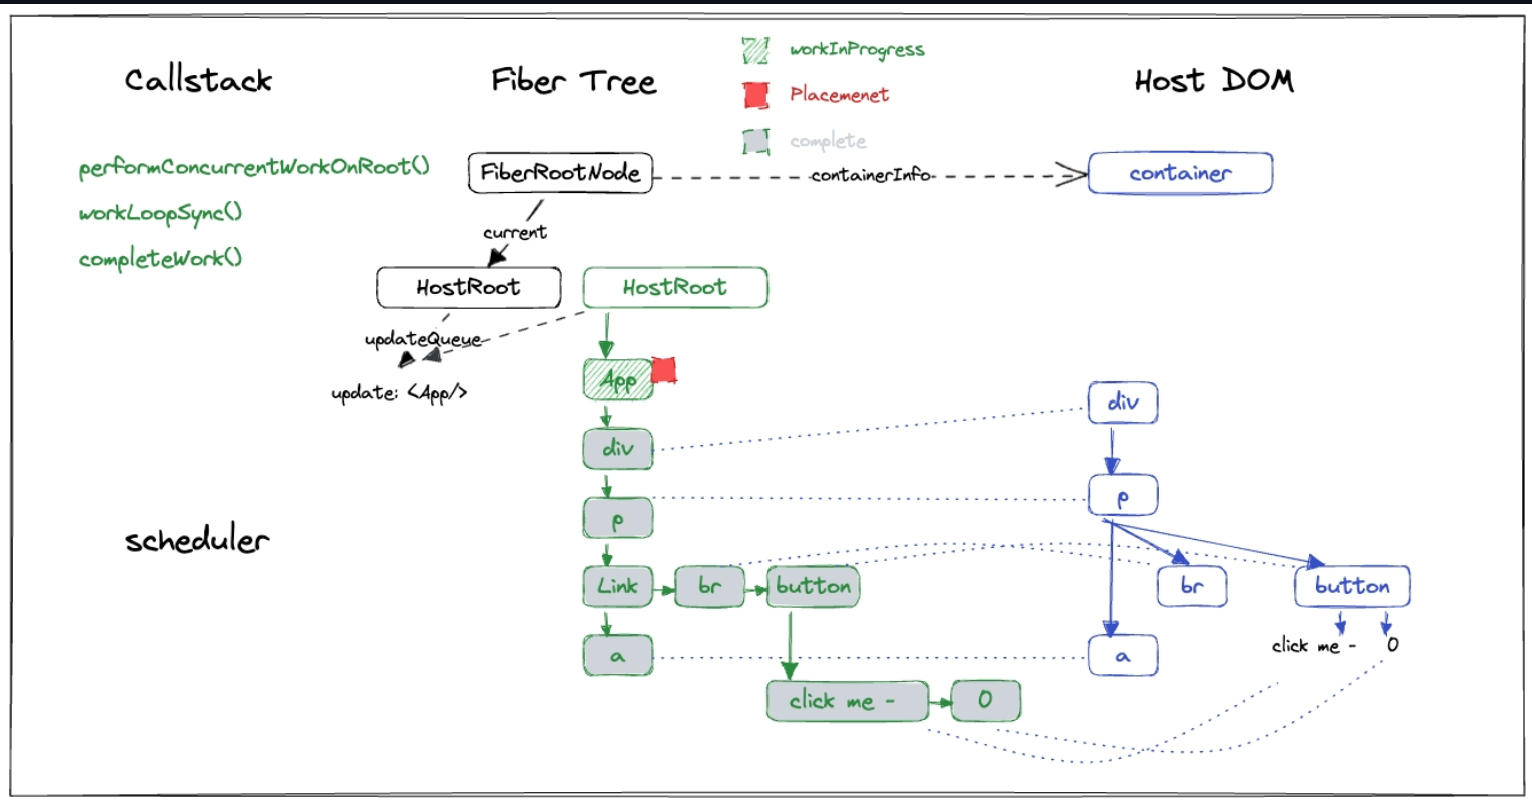 Callstack
Fiber Tree
workInProgress
Placemenet
complete
Host DOM
performConcurrentWorkOnRoot()
workLoopSync()
completeWork()
FiberRootNode
containerInfo
container
current
HostRoot
HostRoot
updateQueue
update: <App/>
App
div
div
p
p
scheduler
Link
br
button
br
button
a
a
click me - 0
click me -
0